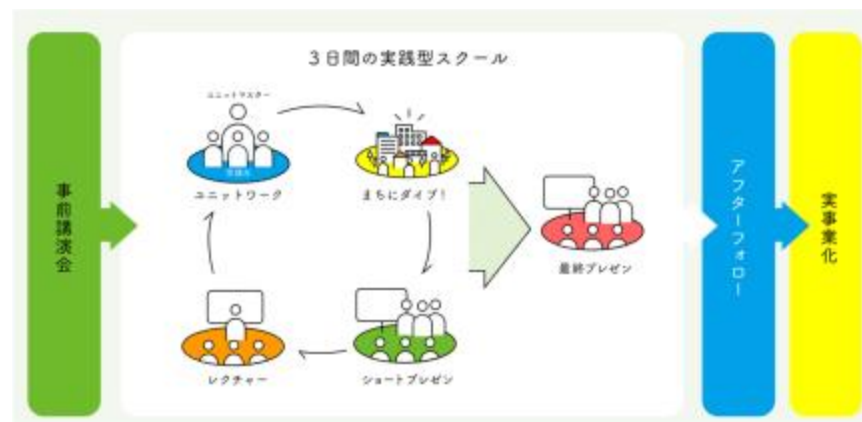 3日間の実践型スクール
事前講演会
ユニットマスター
ユニットワーク
まちにダイブ!
ショートプレゼン
レクチャー
最終プレゼン
アフターフォロー
実事業化